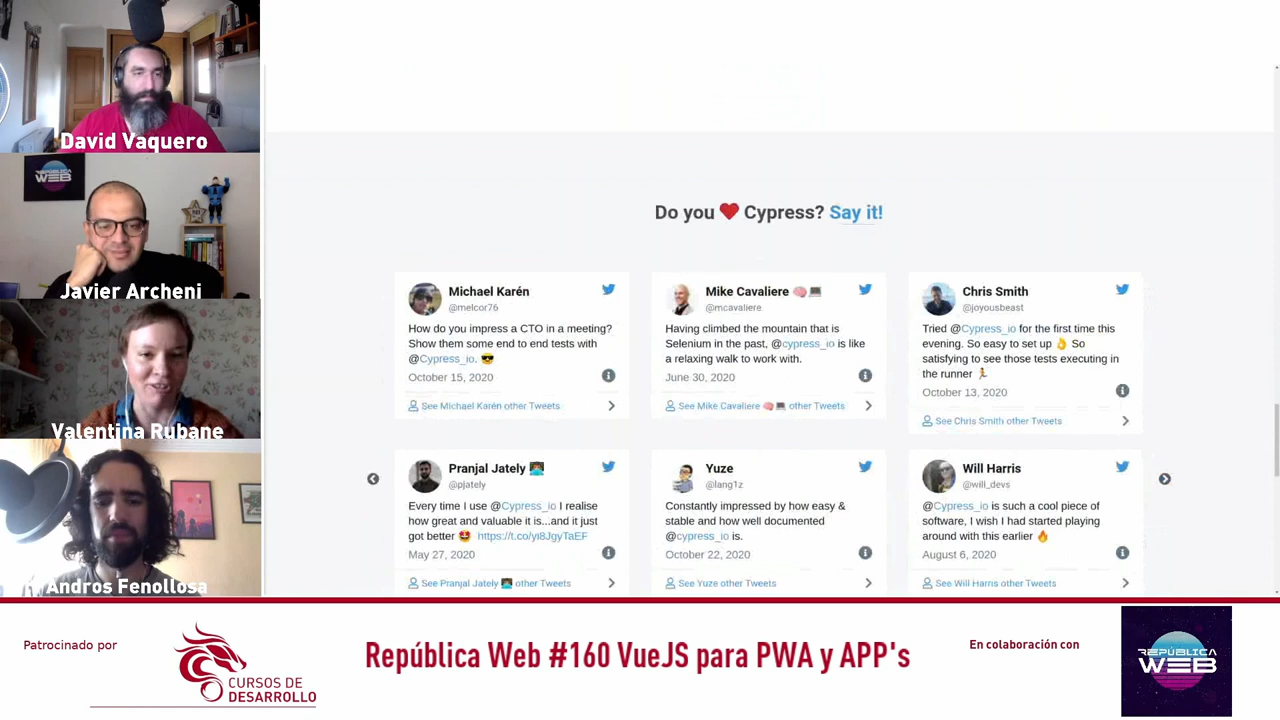 David Vaquero
REPÚBLICA
WEB
Javier Archeni
Valentina Rubane
Andros Fenollosa
Do you ❤ Cypress? Say it!
Michael Karén
@melcor76
How do you impress a CTO in a meeting?
Show them some end to end tests with
@Cypress_io. 😎
October 15, 2020
See Michael Karén other Tweets
Mike Cavaliere 🧠💻
@mcavaliere
Having climbed the mountain that is
Selenium in the past, @cypress_io is like
a relaxing walk to work with.
June 30, 2020
See Mike Cavaliere 🧠💻 other Tweets
Chris Smith
@joyousbeast
Tried @Cypress_io for the first time this
evening. So easy to set up 👌 So
satisfying to see those tests executing in
the runner 🏃
October 13, 2020
See Chris Smith other Tweets
Pranjal Jately 👨🏽‍💻
@pjately
Every time I use @Cypress_io I realise
how great and valuable it is...and it just
got better 🤩 https://t.co/yi8JgyTaEF
May 27, 2020
See Pranjal Jately 👨🏽‍💻 other Tweets
Yuze
@lang1z
Constantly impressed by how easy &
stable and how well documented
@cypress_io is.
October 22, 2020
See Yuze other Tweets
Will Harris
@will_devs
@Cypress_io is such a cool piece of
software, I wish I had started playing
around with this earlier 🔥
August 6, 2020
See Will Harris other Tweets
Patrocinado por
CURSOS DE
DESARROLLO
República Web #160 VueJS para PWA y APP's
En colaboración con
REPÚBLICA
WEB